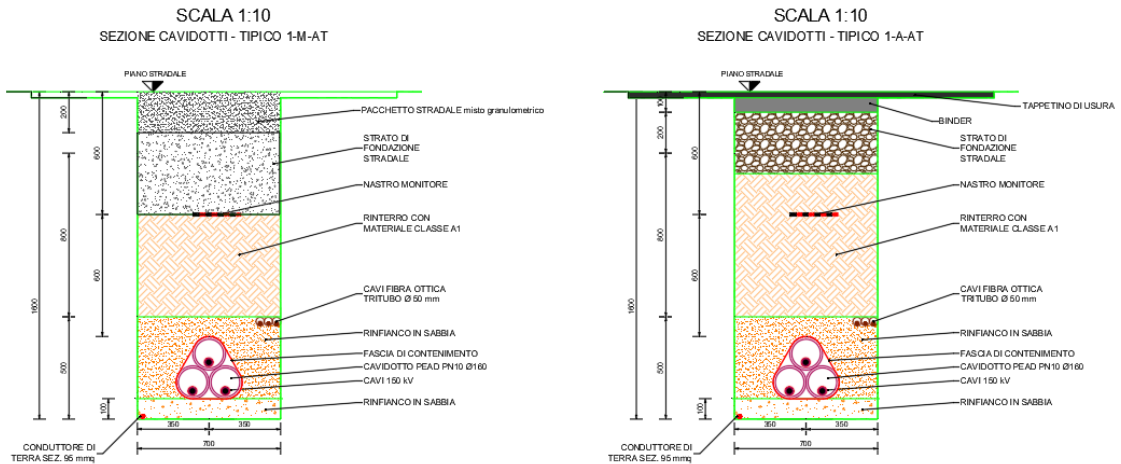 SCALA 1:10
SEZIONE CAVIDOTTI - TIPICO 1-M-AT
PIANO STRADALE
200
600
800
600
1600
500
100
350
350
700
PACCHETTO STRADALE misto granulometrico
STRATO DI
FONDAZIONE
STRADALE
NASTRO MONITORE
RINTERRO CON
MATERIALE CLASSE A1
CAVI FIBRA OTTICA
TRITUBO Ø 50 mm
RINFIANCO IN SABBIA
FASCIA DI CONTENIMENTO
CAVIDOTTO PEAD PN10 Ø160
CAVI 150 kV
RINFIANCO IN SABBIA
CONDUTTORE DI
TERRA SEZ. 95 mmq
SCALA 1:10
SEZIONE CAVIDOTTI - TIPICO 1-A-AT
PIANO STRADALE
100
200
600
800
600
1600
500
100
350
350
700
TAPPETINO DI USURA
BINDER
STRATO DI
FONDAZIONE
STRADALE
NASTRO MONITORE
RINTERRO CON
MATERIALE CLASSE A1
CAVI FIBRA OTTICA
TRITUBO Ø 50 mm
RINFIANCO IN SABBIA
FASCIA DI CONTENIMENTO
CAVIDOTTO PEAD PN10 Ø160
CAVI 150 kV
RINFIANCO IN SABBIA
CONDUTTORE DI
TERRA SEZ. 95 mmq